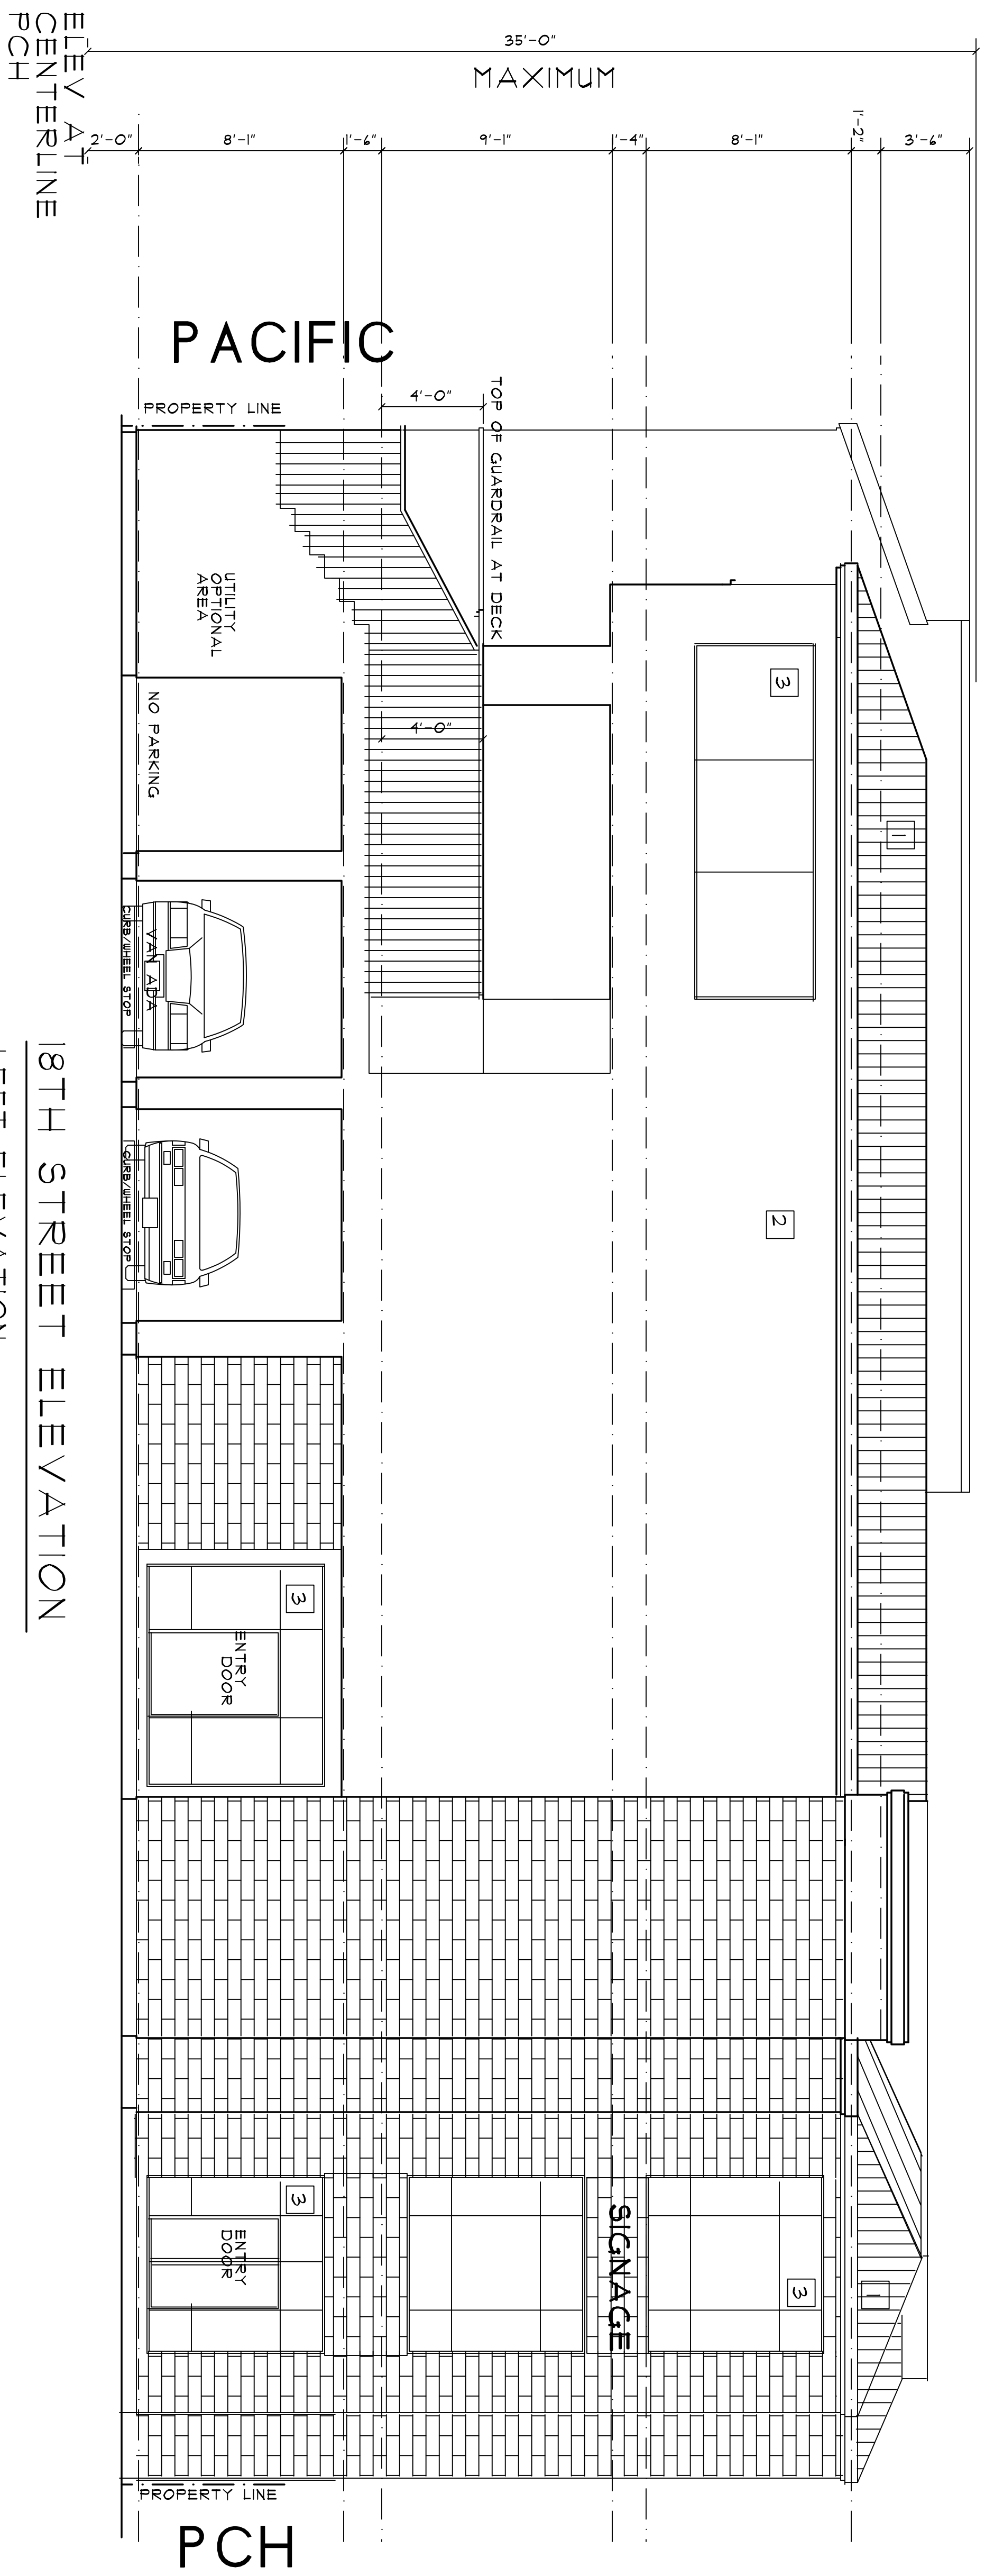 35'-0"
MAXIMUM
2'-0"
8'-1"
1'-6"
9'-1"
1'-4"
8'-1"
1'-2"
3'-6"
ELEV AT
CENTERLINE
PCH
PACIFIC
PROPERTY LINE
4'-0"
TOP OF GUARDRAIL AT DECK
UTILITY
OPTIONAL
AREA
4'-0"
3
NO PARKING
1
VAN ADA
CURB/WHEEL STOP
CURB/WHEEL STOP
2
18TH STREET ELEVATION
LEFT ELEVATION
3
ENTRY
DOOR
3
ENTRY
DOOR
SIGNAGE
3
1
PROPERTY LINE
PCH